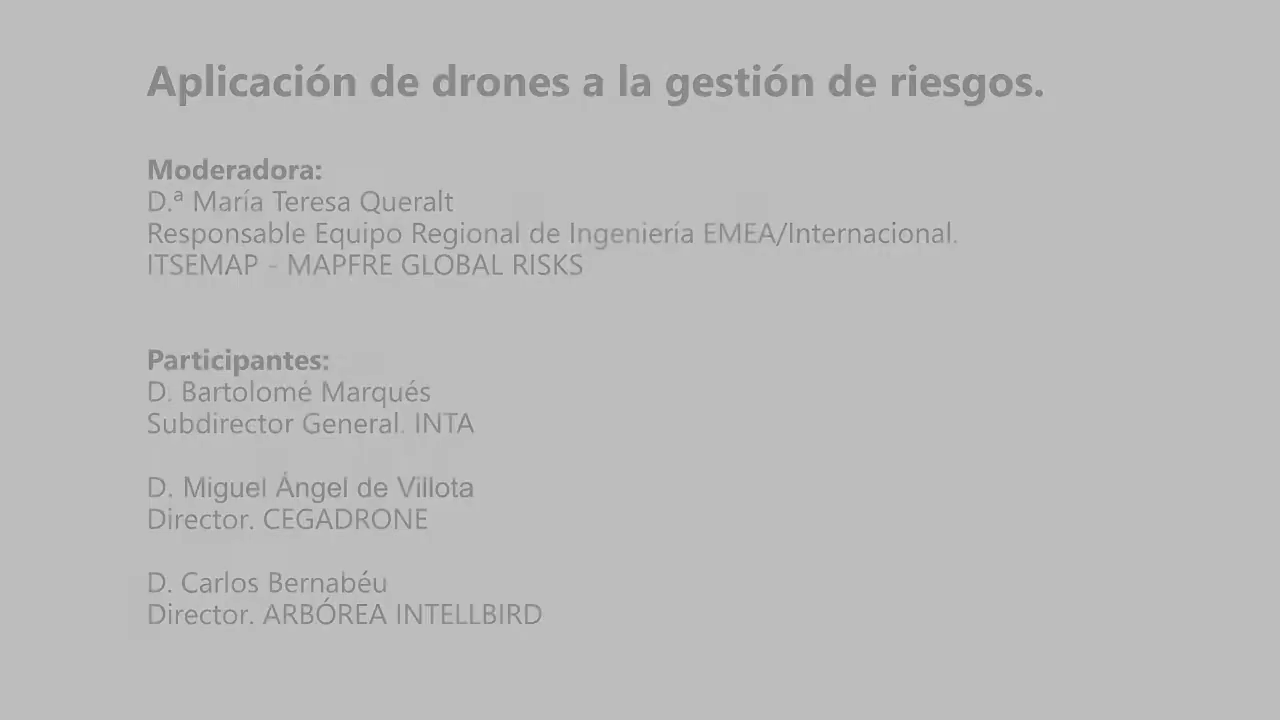 Aplicación de drones a la gestión de riesgos.
Moderadora:
D.ª María Teresa Queralt
Responsable Equipo Regional de Ingeniería EMEA/Internacional.
ITSEMAP - MAPFRE GLOBAL RISKS
Participantes:
D. Bartolomé Marqués
Subdirector General. INTA
D. Miguel Ángel de Villota
Director. CEGADRONE
D. Carlos Bernabéu
Director. ARBÓREA INTELLBIRD